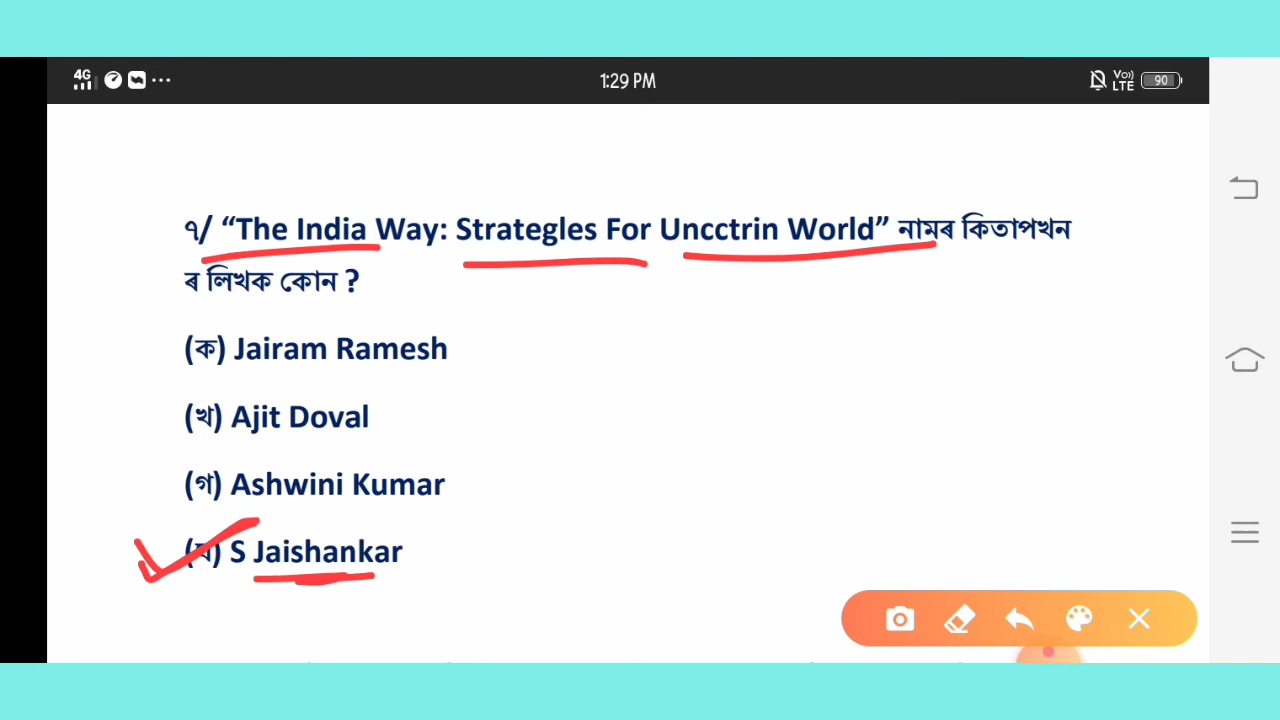 4G 1:29 PM Vo)) LTE 90
৭/ “The India Way: Strategles For Uncctrin World” নামৰ কিতাপখন
ৰ লিখক কোন ?
(ক) Jairam Ramesh
(খ) Ajit Doval
(গ) Ashwini Kumar
(ঘ) S Jaishankar